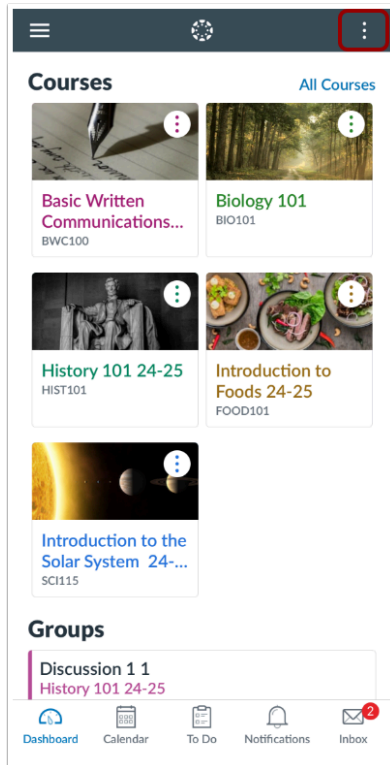 Courses
All Courses
Basic Written
Communications...
BWC100
Biology 101
BIO101
History 101 24-25
HIST101
Introduction to
Foods 24-25
FOOD101
Introduction to the
Solar System 24-...
SCI115
Groups
Discussion 1 1
History 101 24-25
2
Dashboard
Calendar
To Do
Notifications
Inbox